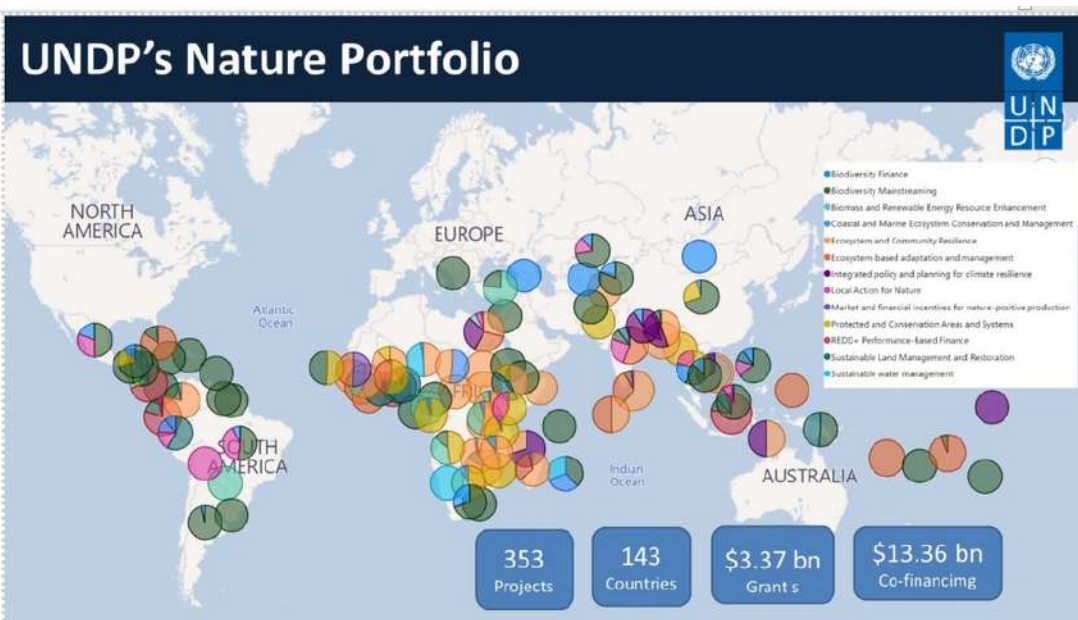 UNDP's Nature Portfolio
U N
D P
NORTH
AMERICA
EUROPE
ASIA
Atlantic
Ocean
SOUTH
AMERICA
Indian
Ocean
AUSTRALIA
Biodiversity Finance
Biodiversity Mainstreaming
Biomass and Renewable Energy Resource Enhancement
Coastal and Marine Ecosystem Conservation and Management
Ecosystem and Community Resilience
Ecosystem-based adaptation and management
Integrated policy and planning for climate resilience
Local Action for Nature
Market and financial incentives for nature-positive production
Protected and Conservation Areas and Systems
REDD+ Performance-Based Finance
Sustainable Land Management and Restoration
Sustainable water management
353
Projects
143
Countries
$3.37 bn
Grant s
$13.36 bn
Co-financimg